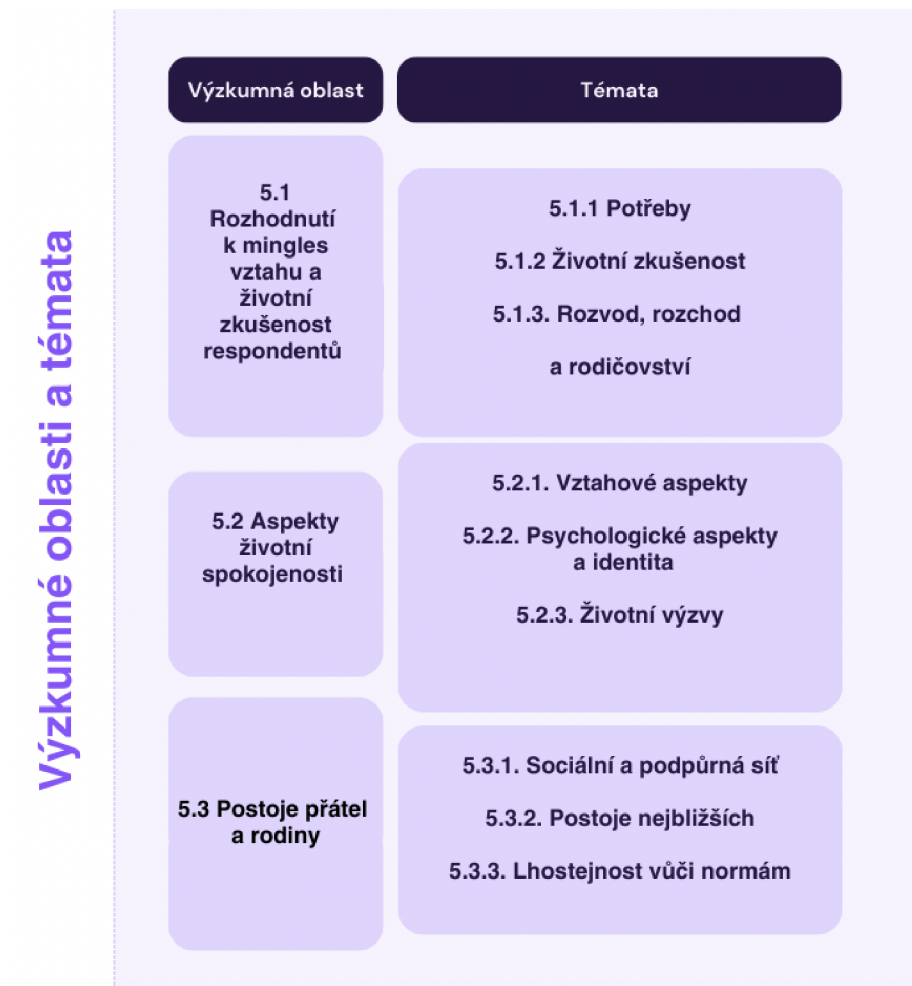 Výzkumné oblasti a témata
Výzkumná oblast
Témata
5.1
Rozhodnutí
k mingles
vztahu a
životní
zkušenost
respondentů
5.1.1 Potřeby
5.1.2 Životní zkušenost
5.1.3. Rozvod, rozchod
a rodičovství
5.2 Aspekty
životní
spokojenosti
5.2.1. Vztahové aspekty
5.2.2. Psychologické aspekty
a identita
5.2.3. Životní výzvy
5.3 Postoje přátel
a rodiny
5.3.1. Sociální a podpůrná síť
5.3.2. Postoje nejbližších
5.3.3. Lhostejnost vůči normám